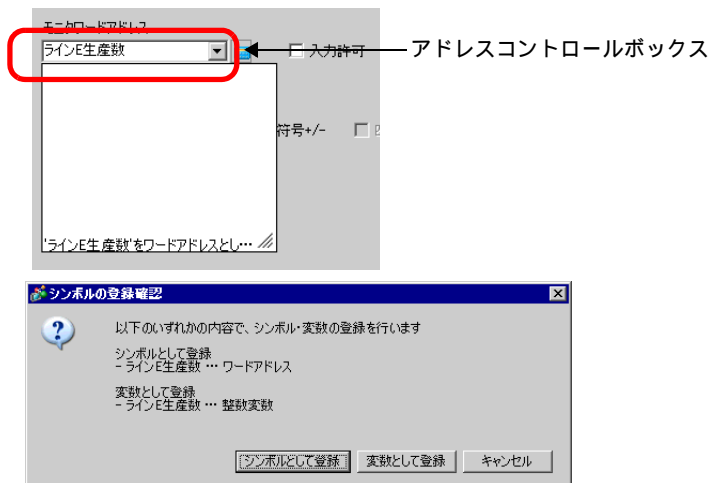 モニタワードアドレス
ラインE生産数
入力許可
アドレスコントロールボックス
符号+/-
'ラインE生産数'をワードアドレスとし…
シンボルの登録確認
以下のいずれかの内容で、シンボル・変数の登録を行います
シンボルとして登録
- ラインE生産数 … ワードアドレス
変数として登録
- ラインE生産数 … 整数変数
シンボルとして登録 変数として登録 キャンセル